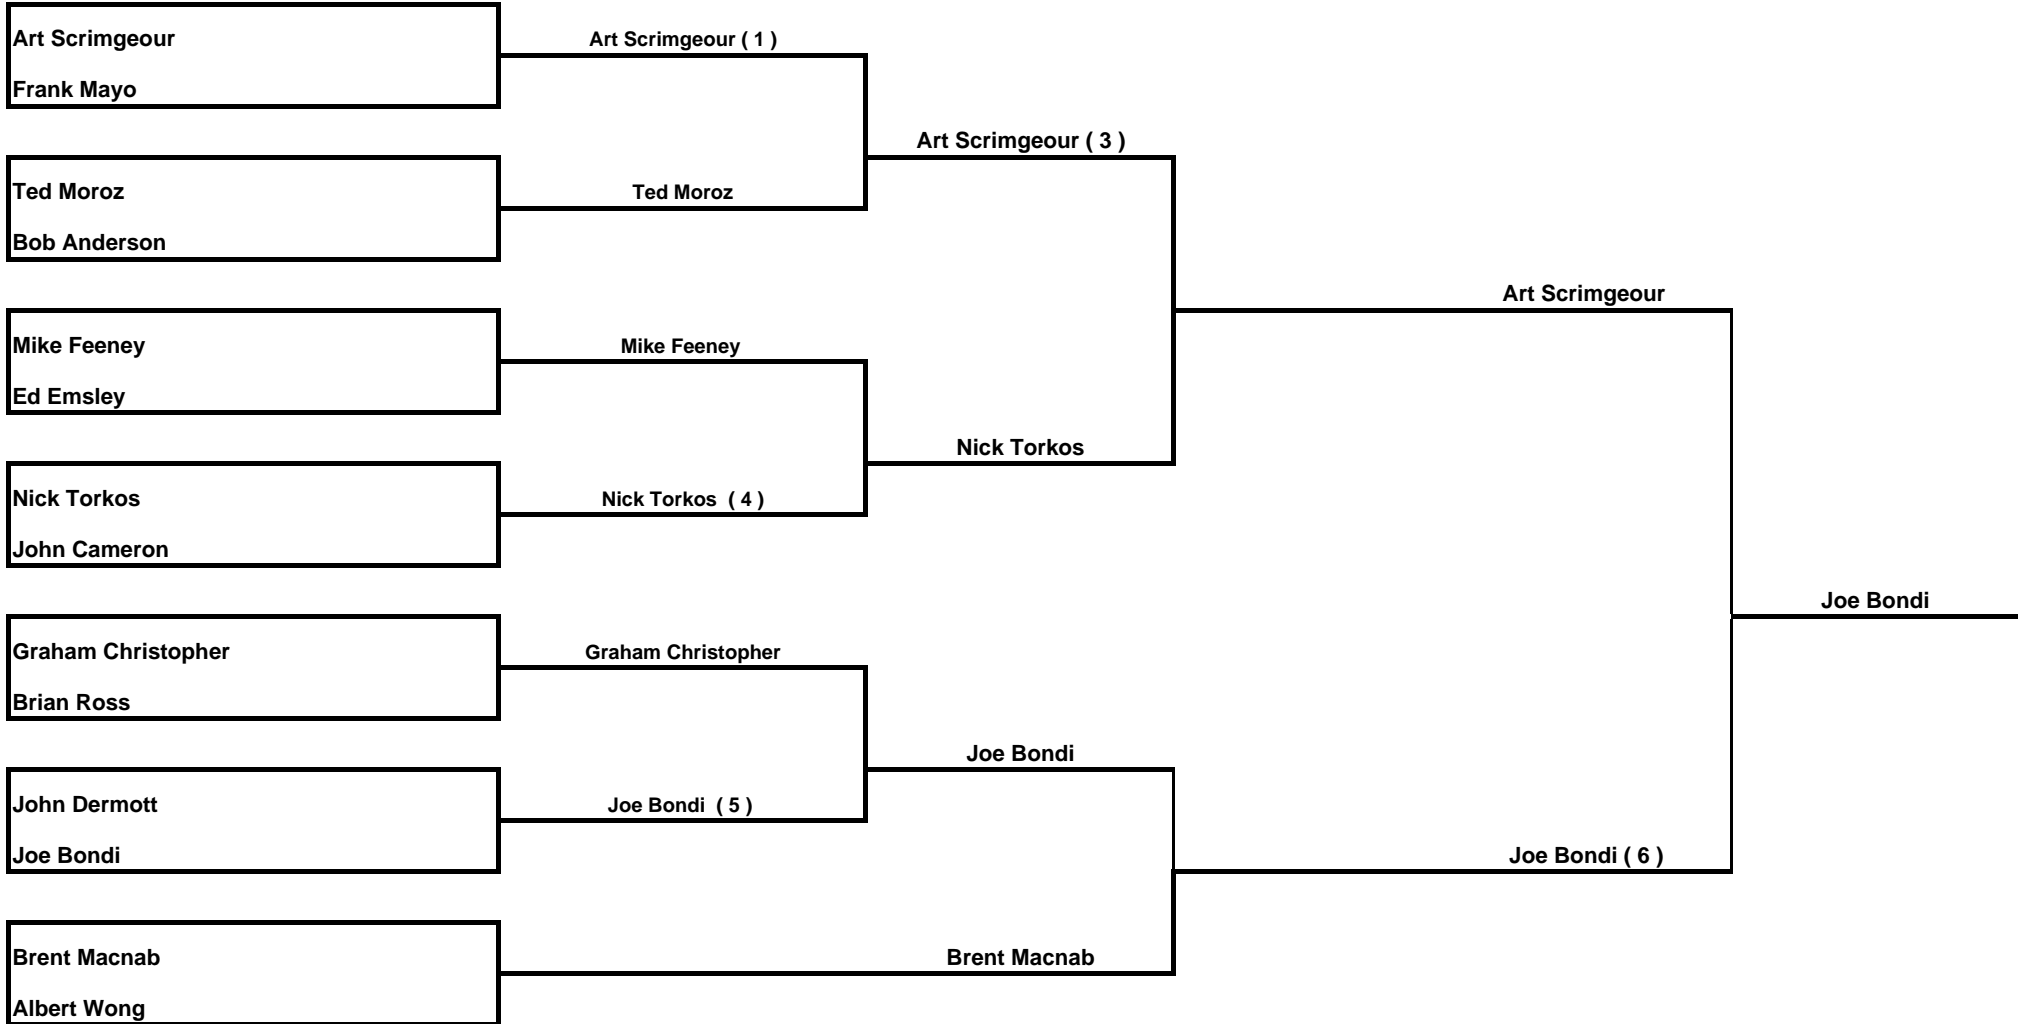 Art Scrimgeour
Frank Mayo
Ted Moroz
Bob Anderson
Mike Feeney
Ed Emsley
Nick Torkos
John Cameron
Graham Christopher
Brian Ross
John Dermott
Joe Bondi
Brent Macnab
Albert Wong
Art Scrimgeour ( 1 )
Ted Moroz
Mike Feeney
Nick Torkos ( 4 )
Graham Christopher
Joe Bondi ( 5 )
Art Scrimgeour ( 3 )
Nick Torkos
Joe Bondi
Brent Macnab
Art Scrimgeour
Joe Bondi ( 6 )
Joe Bondi